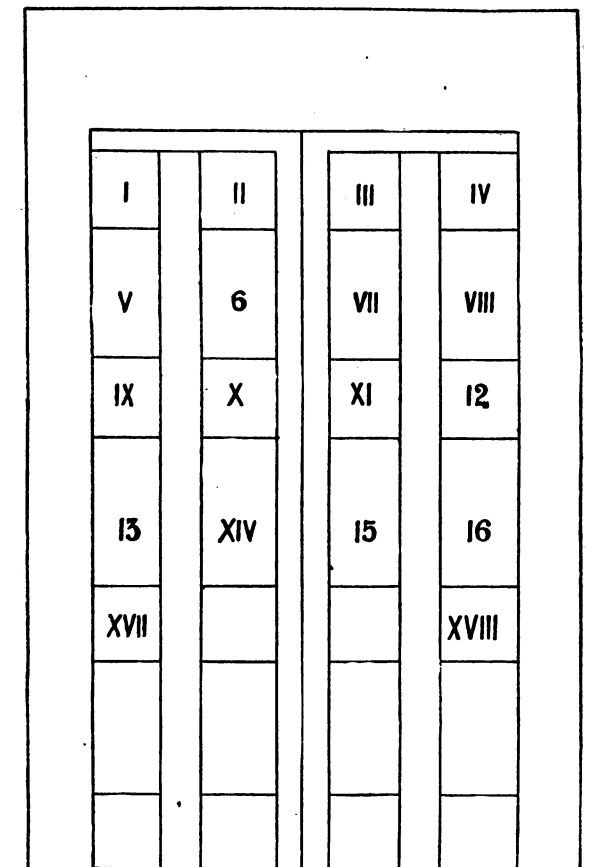 I II III IV
V 6 VII VIII
IX X XI 12
13 XIV 15 16
XVII XVIII